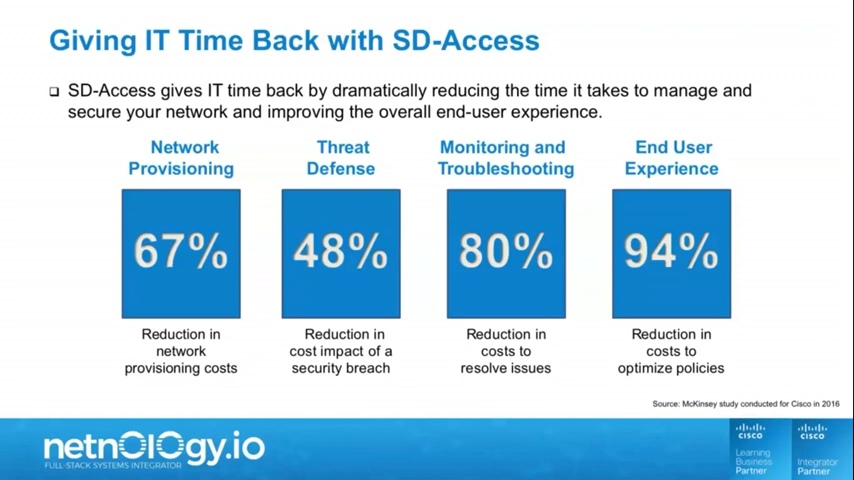 Giving IT Time Back with SD-Access
SD-Access gives IT time back by dramatically reducing the time it takes to manage and
secure your network and improving the overall end-user experience.
Network
Provisioning
67%
Reduction in
network
provisioning costs
Threat
Defense
48%
Reduction in
cost impact of a
security breach
Monitoring and
Troubleshooting
80%
Reduction in
costs to
resolve issues
End User
Experience
94%
Reduction in
costs to
optimize policies
Source: McKinsey study conducted for Cisco in 2016
netnology.io
FULL-STACK SYSTEMS INTEGRATOR
CISCO
Learning
Business
Partner
CISCO
Integrator
Partner